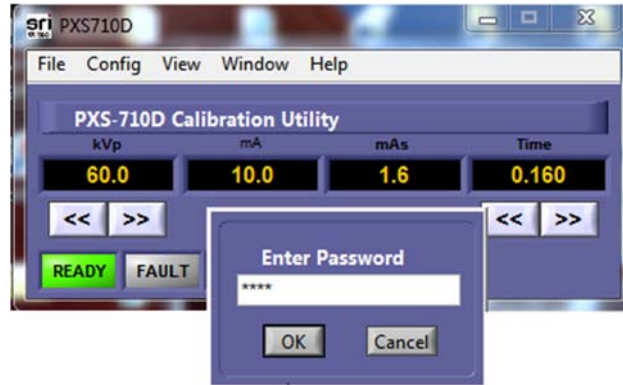 sri PXS710D
File Config View Window Help
PXS-710D Calibration Utility
kVp mA mAs Time
60.0 10.0 1.6 0.160
<< >> << >>
Enter Password
READY FAULT
****
OK Cancel